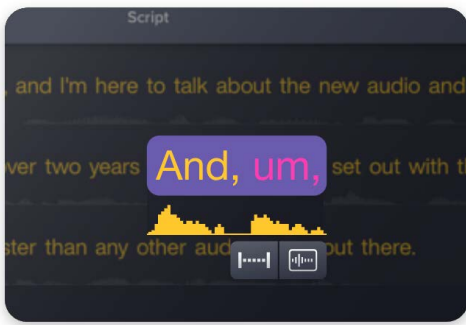 Script
, and I'm here to talk about the new audio and
over two years And, um, set out with th
ster than any other aud out there.